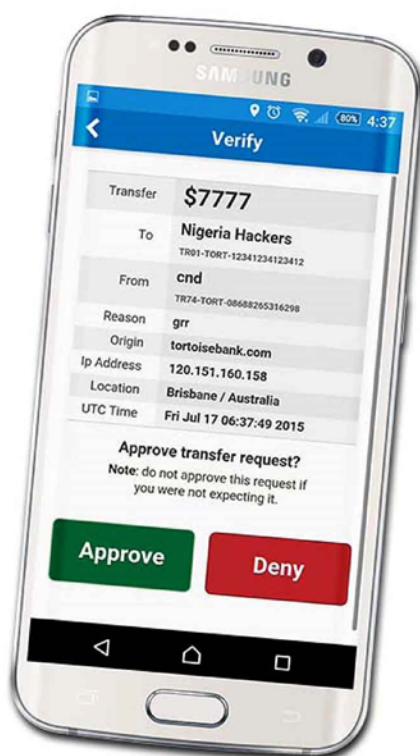 SAMSUNG
80% 4:37
Verify
Transfer $7777
To Nigeria Hackers
TR01-TORT-12341234123412
From cnd
TR74-TORT-08688265316298
Reason grr
Origin tortoisebank.com
Ip Address 120.151.160.158
Location Brisbane / Australia
UTC Time Fri Jul 17 06:37:49 2015
Approve transfer request?
Note: do not approve this request if
you were not expecting it.
Approve Deny